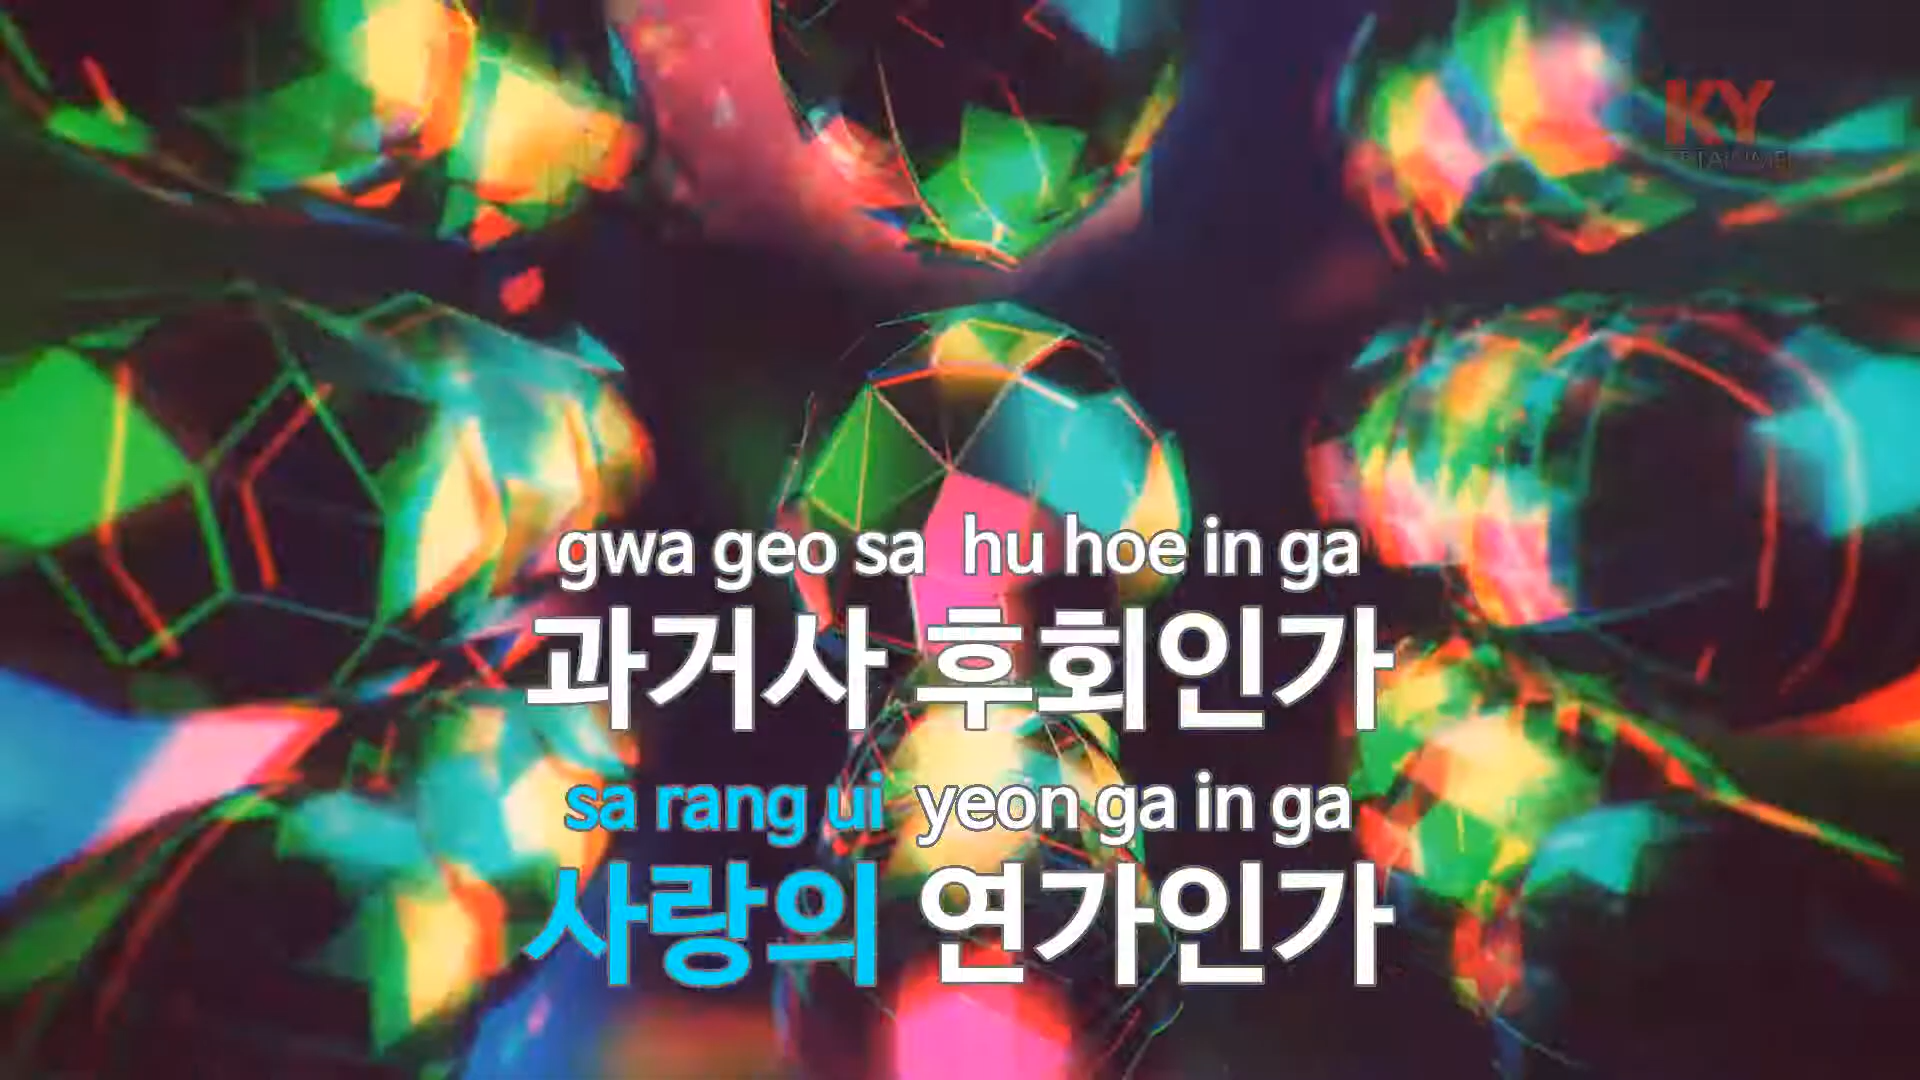 KY
gwa geo sa hu hoe in ga
과거사 후회인가
sa rang ui yeon ga in ga
사랑의 연가인가